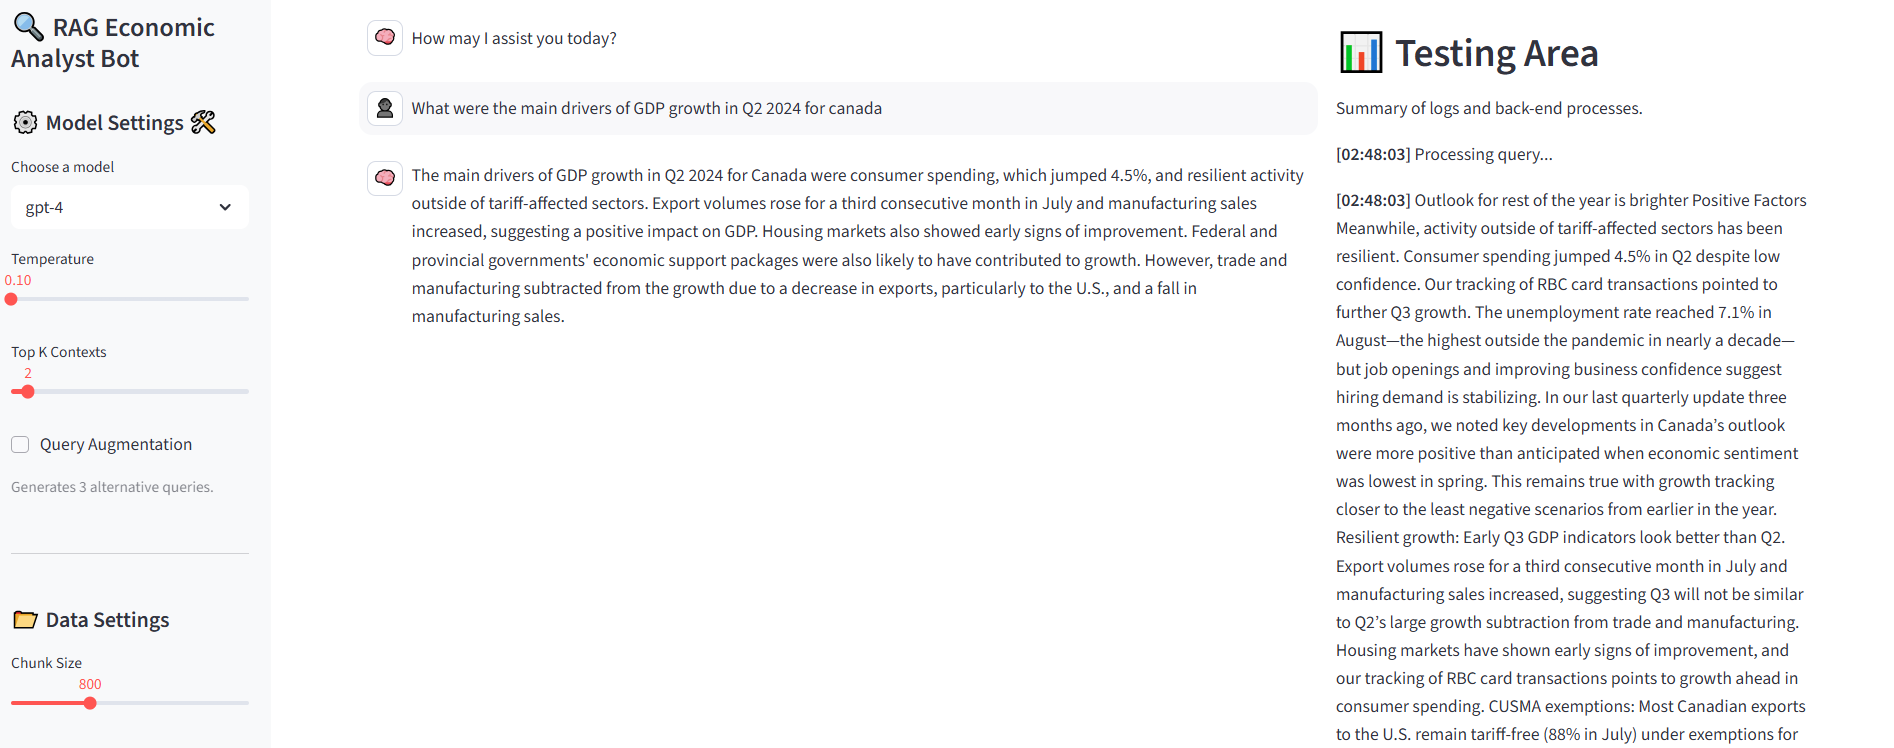 RAG Economic
Analyst Bot
Model Settings
Choose a model
gpt-4
Temperature
0.10
Top K Contexts
2
Query Augmentation
Generates 3 alternative queries.
Data Settings
Chunk Size
800
How may I assist you today?
What were the main drivers of GDP growth in Q2 2024 for canada
The main drivers of GDP growth in Q2 2024 for Canada were consumer spending, which jumped 4.5%, and resilient activity
outside of tariff-affected sectors. Export volumes rose for a third consecutive month in July and manufacturing sales
increased, suggesting a positive impact on GDP. Housing markets also showed early signs of improvement. Federal and
provincial governments' economic support packages were also likely to have contributed to growth. However, trade and
manufacturing subtracted from the growth due to a decrease in exports, particularly to the U.S., and a fall in
manufacturing sales.
Testing Area
Summary of logs and back-end processes.
[02:48:03] Processing query...
[02:48:03] Outlook for rest of the year is brighter Positive Factors
Meanwhile, activity outside of tariff-affected sectors has been
resilient. Consumer spending jumped 4.5% in Q2 despite low
confidence. Our tracking of RBC card transactions pointed to
further Q3 growth. The unemployment rate reached 7.1% in
August—the highest outside the pandemic in nearly a decade—
but job openings and improving business confidence suggest
hiring demand is stabilizing. In our last quarterly update three
months ago, we noted key developments in Canada’s outlook
were more positive than anticipated when economic sentiment
was lowest in spring. This remains true with growth tracking
closer to the least negative scenarios from earlier in the year.
Resilient growth: Early Q3 GDP indicators look better than Q2.
Export volumes rose for a third consecutive month in July and
manufacturing sales increased, suggesting Q3 will not be similar
to Q2’s large growth subtraction from trade and manufacturing.
Housing markets have shown early signs of improvement, and
our tracking of RBC card transactions points to growth ahead in
consumer spending. CUSMA exemptions: Most Canadian exports
to the U.S. remain tariff-free (88% in July) under exemptions for